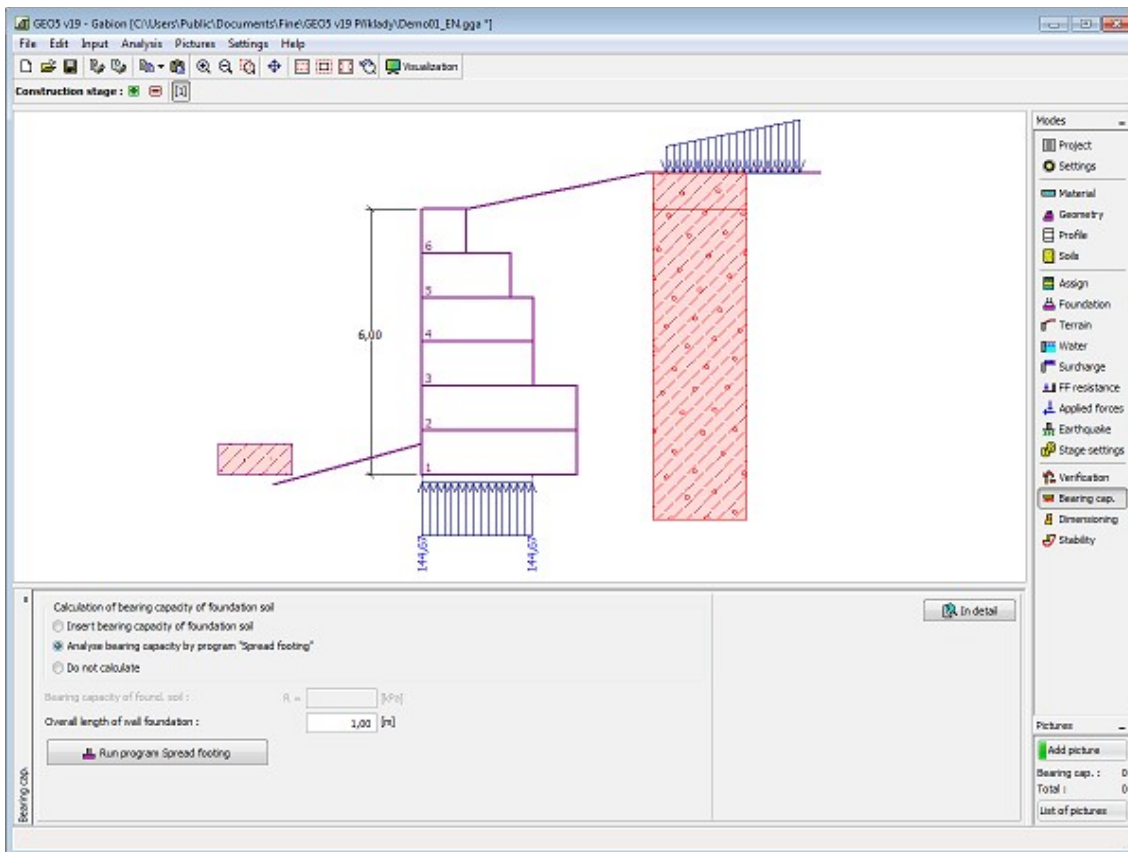 GEO5 v19 - Gabion [C:\Users\Public\Documents\Fine\GEO5 v19 Příklady\Demo01_EN.gga *]
File Edit Input Analysis Pictures Settings Help
Visualization
Construction stage : [1]
Modes
Project
Settings
Material
Geometry
Profile
Soils
Assign
Foundation
Terrain
Water
Surcharge
FF resistance
Applied forces
Earthquake
Stage settings
Verification
Bearing cap.
Dimensioning
Stability
6
5
4
3
2
1
6,00
144,67
144,67
Calculation of bearing capacity of foundation soil
Insert bearing capacity of foundation soil
Analyse bearing capacity by program "Spread footing"
Do not calculate
Bearing capacity of found. soil : R = [kPa]
Overall length of wall foundation : 1,00 [m]
Run program Spread footing
In detail
Bearing cap.
Pictures
Add picture
Bearing cap. : 0
Total : 0
List of pictures